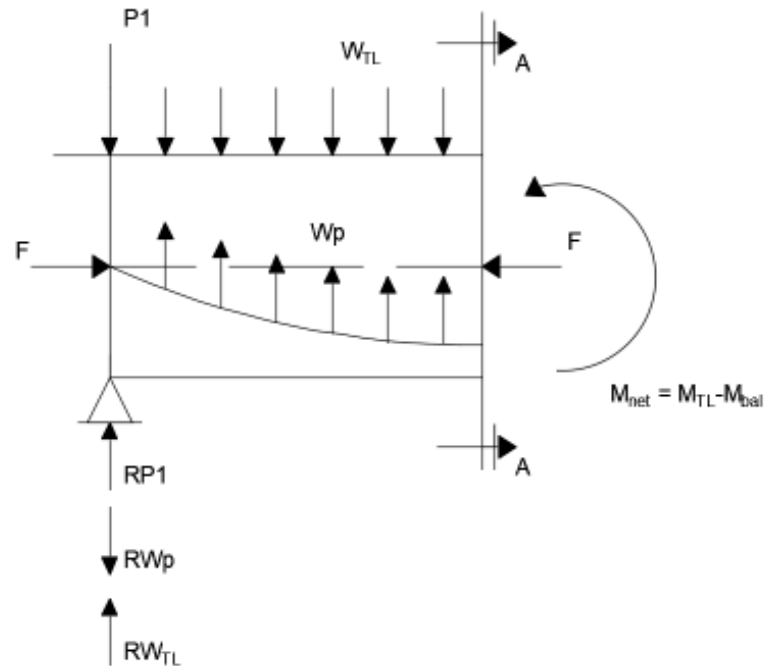 P1
W_TL
A
F
Wp
F
M_net = M_TL-M_bal
A
RP1
RWp
RW_TL